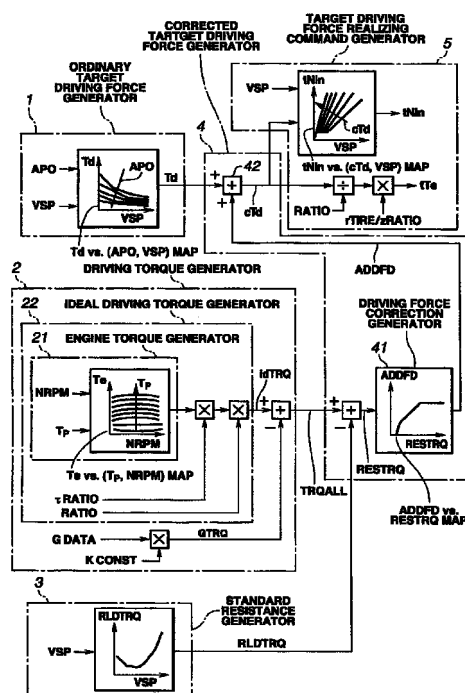 CORRECTED
TARTGET DRIVING
FORCE GENERATOR
TARGET DRIVING
FORCE REALIZING
COMMAND GENERATOR
5
ORDINARY
TARGET
DRIVING FORCE
GENERATOR
1
VSP
tNin
cTd
VSP
tNin
4
tNin vs. (cTd, VSP) MAP
APO
VSP
Td
APO
VSP
Td
42
+
+
+
cTd
÷
×
tTe
RATIO
rTIRE/zRATIO
Td vs. (APO, VSP) MAP
ADDFD
2
DRIVING TORQUE GENERATOR
22
IDEAL DRIVING TORQUE GENERATOR
DRIVING FORCE
CORRECTION
GENERATOR
21
ENGINE TORQUE GENERATOR
41
NRPM
TP
Te
TP
NRPM
idTRQ
×
×
+
+
−
+
+
−
ADDFD
RESTRQ
Te vs. (TP, NRPM) MAP
TRQALL
RESTRQ
τ RATIO
RATIO
ADDFD vs.
RESTRQ MAP
G DATA
×
GTRQ
K CONST
3
STANDARD
RESISTANCE
GENERATOR
VSP
RLDTRQ
VSP
RLDTRQ